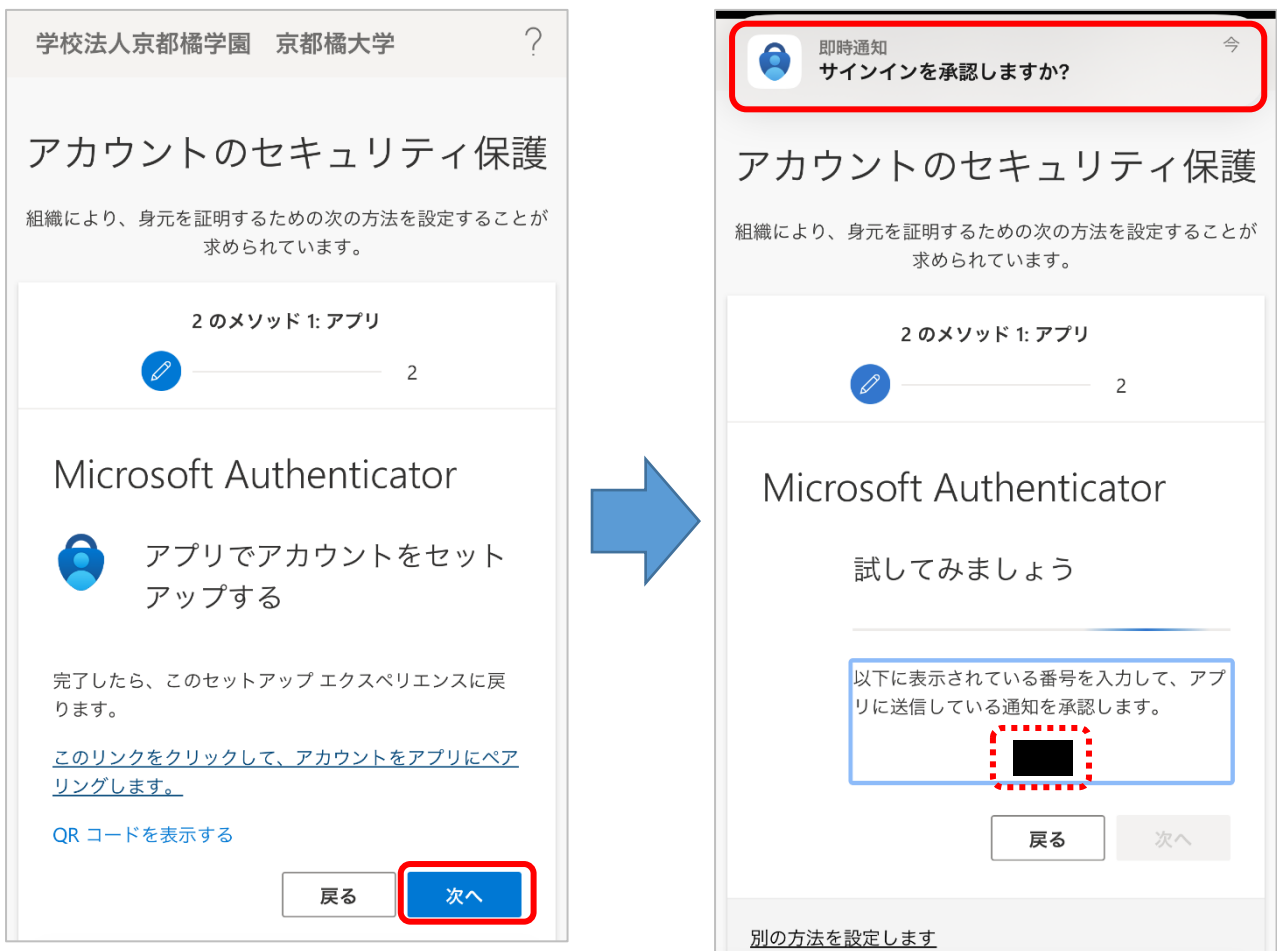 学校法人京都橘学園　京都橘大学
?
アカウントのセキュリティ保護
組織により、身元を証明するための次の方法を設定することが
求められています。
2 のメソッド 1: アプリ
2
Microsoft Authenticator
アプリでアカウントをセット
アップする
完了したら、このセットアップ エクスペリエンスに戻
ります。
このリンクをクリックして、アカウントをアプリにペア
リングします。
QR コードを表示する
戻る
次へ
即時通知
今
サインインを承認しますか?
アカウントのセキュリティ保護
組織により、身元を証明するための次の方法を設定することが
求められています。
2 のメソッド 1: アプリ
2
Microsoft Authenticator
試してみましょう
以下に表示されている番号を入力して、アプ
リに送信している通知を承認します。
戻る
次へ
別の方法を設定します